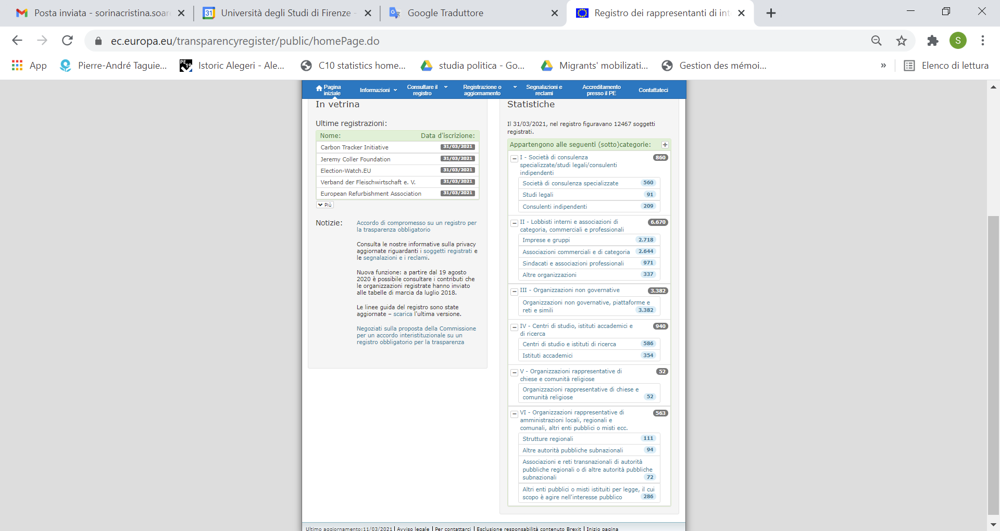 Posta inviata - sorinacristina.soar
Università degli Studi di Firenze -
Google Traduttore
Registro dei rappresentanti di int
ec.europa.eu/transparencyregister/public/homePage.do
S
App
Pierre-André Taguie...
Istoric Alegeri - Ale...
C10 statistics home...
studia politica - Go...
Migrants' mobilizati...
Gestion des mémoi...
»
Elenco di lettura
Pagina
iniziale
Informazioni
Consultare il
registro
Registrazione o
aggiornamento
Segnalazioni e
reclami
Accreditamento
presso il PE
Contattateci
In vetrina
Ultime registrazioni:
Nome: Data d'iscrizione:
Carbon Tracker Initiative 31/03/2021
Jeremy Coller Foundation 31/03/2021
Election-Watch.EU 31/03/2021
Verband der Fleischwirtschaft e. V. 31/03/2021
European Refurbishment Association 31/03/2021
Più
Notizie:
Accordo di compromesso su un registro per
la trasparenza obbligatorio
Consulta le nostre informative sulla privacy
aggiornate riguardanti i soggetti registrati e
le segnalazioni e i reclami.
Nuova funzione: a partire dal 19 agosto
2020 è possibile consultare i contributi che
le organizzazioni registrate hanno inviato
alle tabelle di marcia da luglio 2018.
Le linee guida del registro sono state
aggiornate – scarica l'ultima versione.
Negoziati sulla proposta della Commissione
per un accordo interistituzionale su un
registro obbligatorio per la trasparenza
Statistiche
Il 31/03/2021, nel registro figuravano 12467 soggetti
registrati.
Appartengono alle seguenti (sotto)categorie:
I - Società di consulenza 860
specializzate/studi legali/consulenti
indipendenti
Società di consulenza specializzate 560
Studi legali 91
Consulenti indipendenti 209
II - Lobbisti interni e associazioni di 6.670
categoria, commerciali e professionali
Imprese e gruppi 2.718
Associazioni commerciali e di categoria 2.644
Sindacati e associazioni professionali 971
Altre organizzazioni 337
III - Organizzazioni non governative 3.382
Organizzazioni non governative, piattaforme e
reti e simili 3.382
IV - Centri di studio, istituti accademici e 940
di ricerca
Centri di studio e istituti di ricerca 586
Istituti accademici 354
V - Organizzazioni rappresentative di 52
chiese e comunità religiose
Organizzazioni rappresentative di chiese e
comunità religiose 52
VI - Organizzazioni rappresentative di 563
amministrazioni locali, regionali e
comunali, altri enti pubblici o misti ecc.
Strutture regionali 111
Altre autorità pubbliche subnazionali 94
Associazioni e reti transnazionali di autorità
pubbliche regionali o di altre autorità pubbliche
subnazionali 72
Altri enti pubblici o misti istituiti per legge, il cui
scopo è agire nell'interesse pubblico 286
Ultimo aggiornamento:11/03/2021 | Avviso legale | Per contattarci | Esclusione responsabilità contenuto Brexit | Inizio pagina